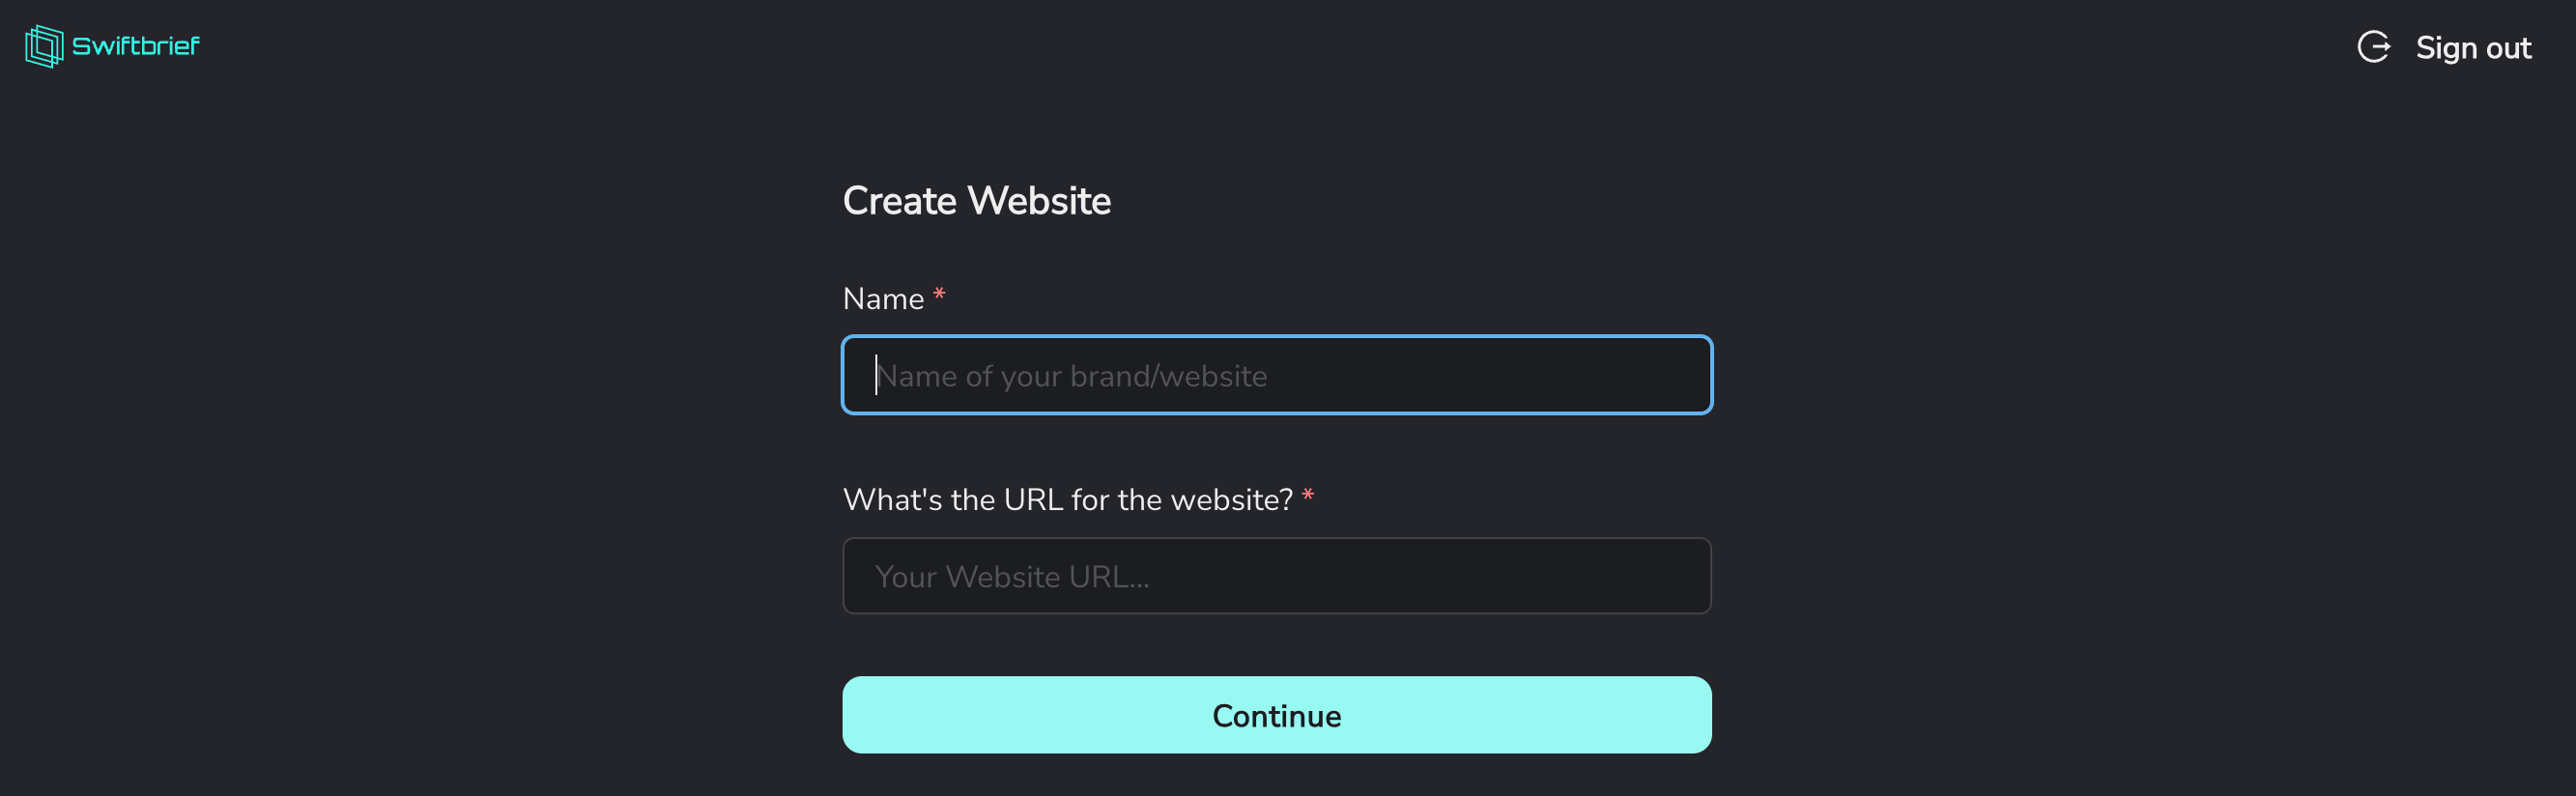 Swiftbrief
Sign out
Create Website
Name *
Name of your brand/website
What's the URL for the website? *
Your Website URL...
Continue